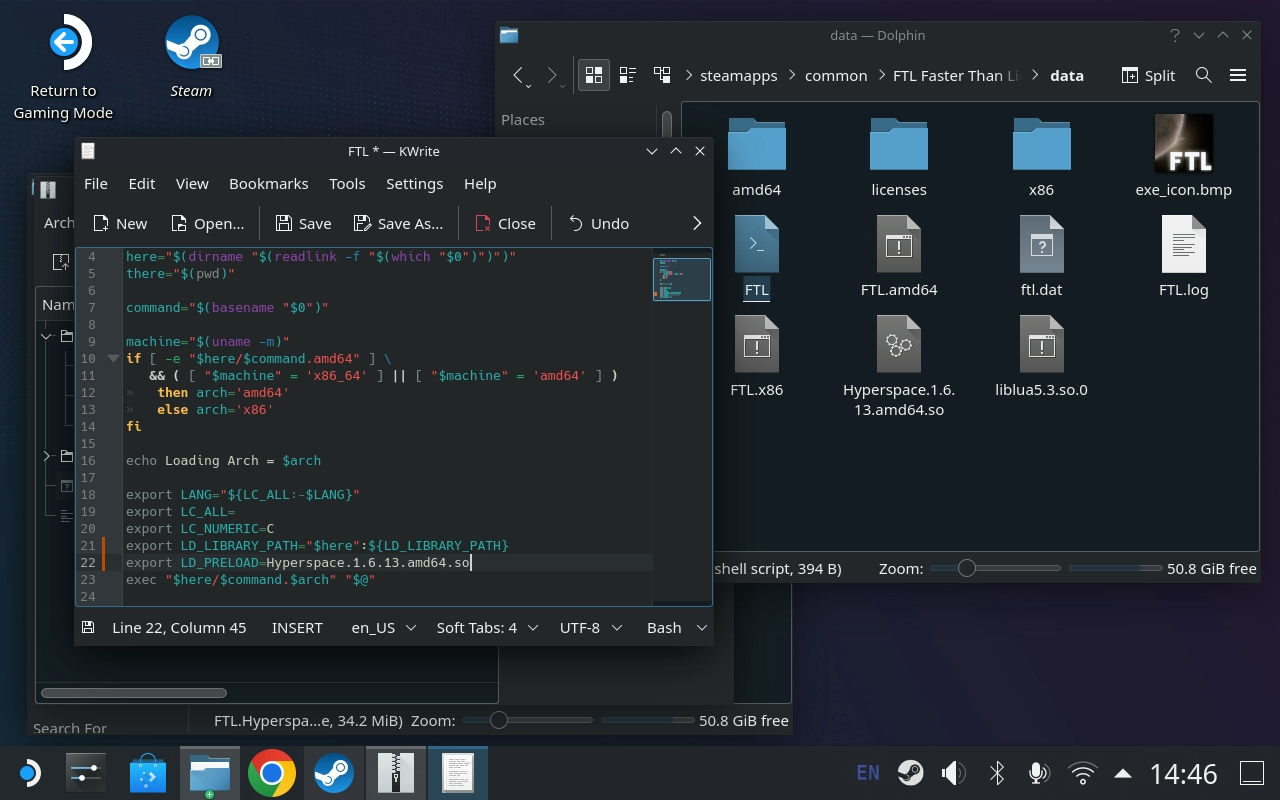 Return to
Gaming Mode
Steam
data — Dolphin
steamapps
common
FTL Faster Than Li
data
Split
Places
amd64
licenses
x86
exe_icon.bmp
FTL
FTL.amd64
ftl.dat
FTL.log
FTL.x86
Hyperspace.1.6.
13.amd64.so
liblua5.3.so.0
shell script, 394 B)
Zoom:
50.8 GiB free
FTL * — KWrite
File Edit View Bookmarks Tools Settings Help
New Open... Save Save As... Close Undo
4 here="$(dirname "$(readlink -f "$(which "$0")")")"
5 there="$(pwd)"
6
7 command="$(basename "$0")"
8
9 machine="$(uname -m)"
10 if [ -e "$here/$command.amd64" ] \
11    && ( [ "$machine" = 'x86_64' ] || [ "$machine" = 'amd64' ] )
12 »   then arch='amd64'
13 »   else arch='x86'
14 fi
15
16 echo Loading Arch = $arch
17
18 export LANG="${LC_ALL:-$LANG}"
19 export LC_ALL=
20 export LC_NUMERIC=C
21 export LD_LIBRARY_PATH="$here":${LD_LIBRARY_PATH}
22 export LD_PRELOAD=Hyperspace.1.6.13.amd64.so
23 exec "$here/$command.$arch" "$@"
24
Line 22, Column 45 INSERT en_US Soft Tabs: 4 UTF-8 Bash
Arch
Nam
Search For
FTL.Hyperspa...e, 34.2 MiB)
Zoom:
50.8 GiB free
EN
14:46